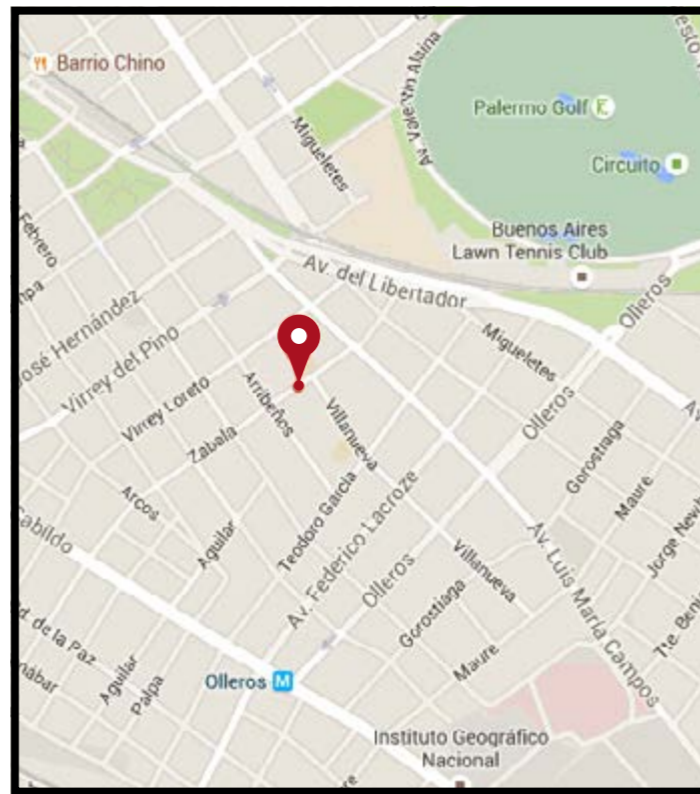 Barrio Chino
Av. Valentín Alsina
Palermo Golf
Migueletes
Circuito
Buenos Aires
Lawn Tennis Club
Febrero
Av. del Libertador
Olleros
José Hernández
Migueletes
Virrey del Pino
Virrey Loreto
Arribeños
Villanueva
Zabala
Olleros
Gorostiaga
Maure
Arcos
Aguilar
Teodoro García
Av. Federico Lacroze
Av. Luis María Campos
Villanueva
Olleros
Gorostiaga
Maure
de la Paz
Aguilar
Palpa
Olleros M
Instituto Geográfico
Nacional